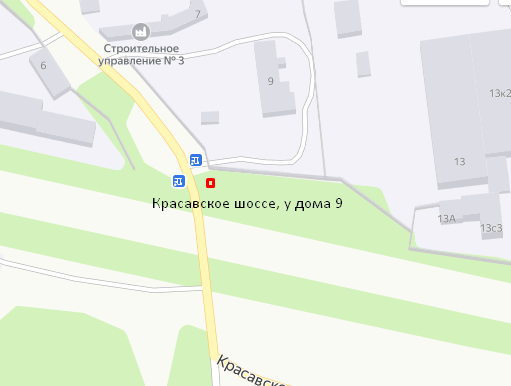 7
Строительное
управление № 3
6
9
13к2
13
Красавское шоссе, у дома 9
13А
13с3
Красавско